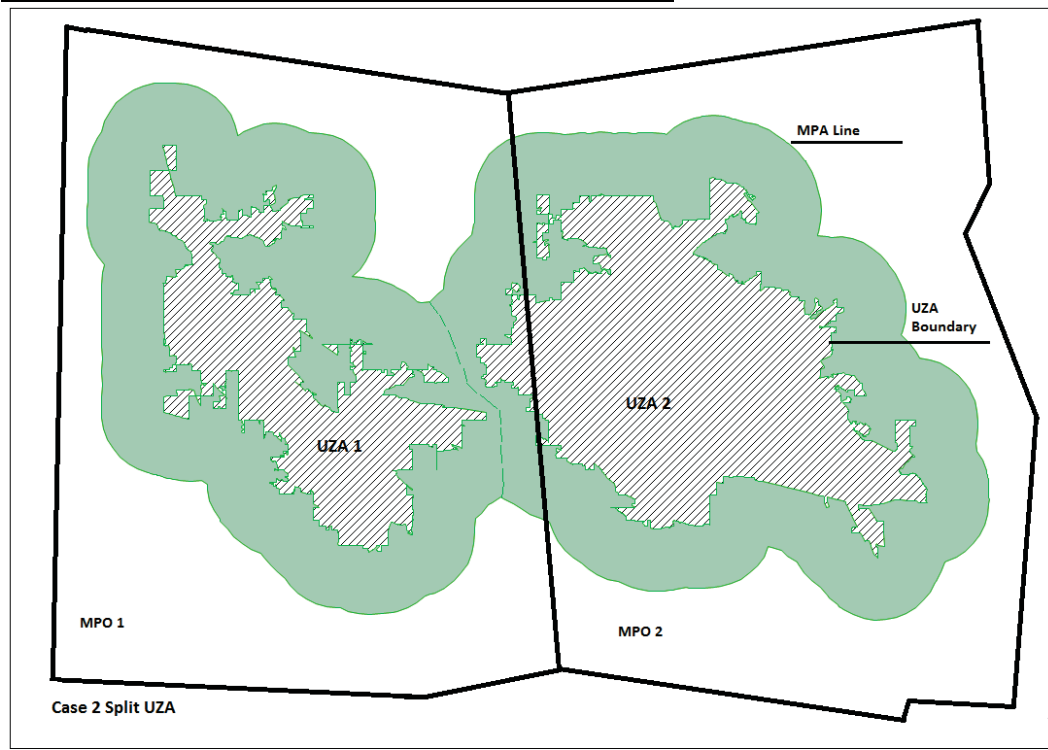 MPA Line
UZA
Boundary
UZA 2
UZA 1
MPO 1
MPO 2
Case 2 Split UZA